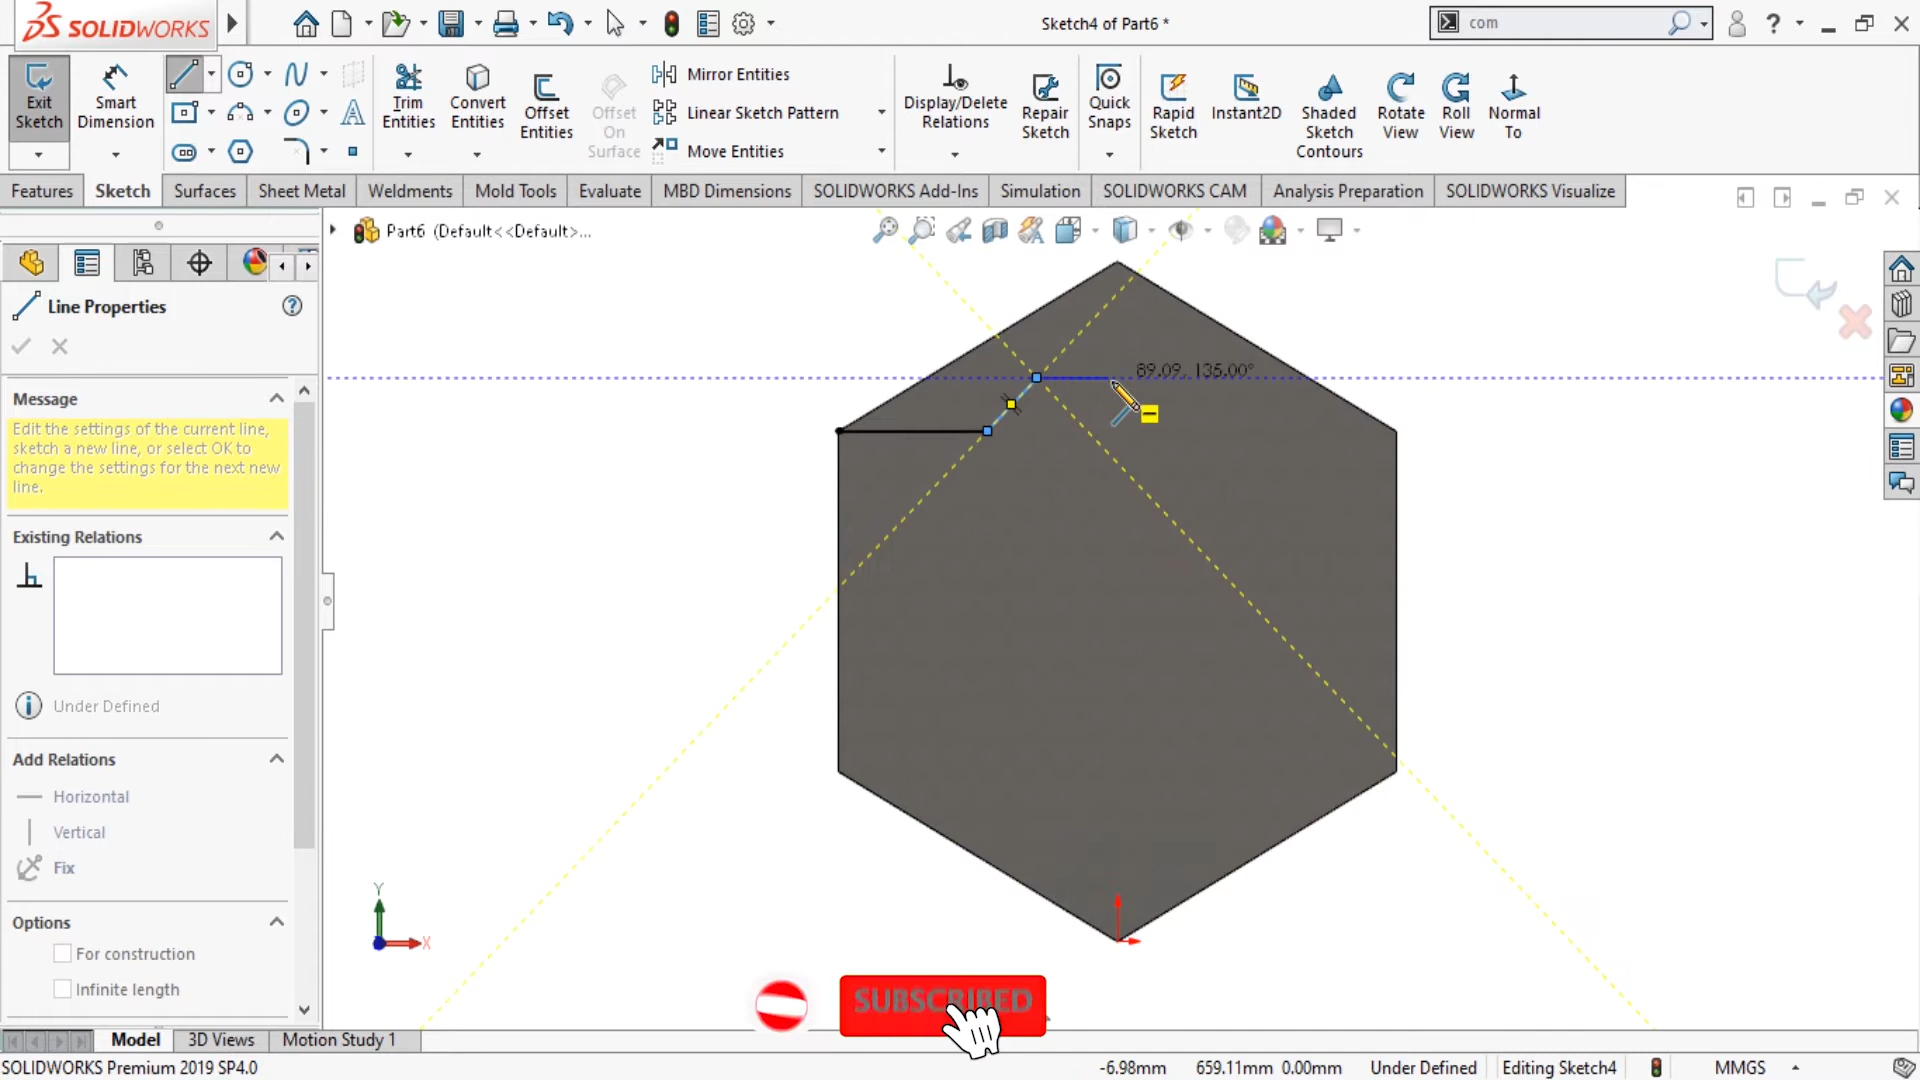 SOLIDWORKS
Sketch4 of Part6 *
com
Exit Sketch
Smart Dimension
Trim Entities
Convert Entities
Offset Entities
Offset On Surface
Mirror Entities
Linear Sketch Pattern
Move Entities
Display/Delete Relations
Repair Sketch
Quick Snaps
Rapid Sketch
Instant2D
Shaded Sketch Contours
Rotate View
Roll View
Normal To
Features
Sketch
Surfaces
Sheet Metal
Weldments
Mold Tools
Evaluate
MBD Dimensions
SOLIDWORKS Add-Ins
Simulation
SOLIDWORKS CAM
Analysis Preparation
SOLIDWORKS Visualize
Part6 (Default<<Default>...
Line Properties
Message
Edit the settings of the current line,
sketch a new line, or select OK to
change the settings for the next new
line.
Existing Relations
Under Defined
Add Relations
Horizontal
Vertical
Fix
Options
For construction
Infinite length
89.09, 135.00°
Y
X
SUBSCRIBED
Model
3D Views
Motion Study 1
SOLIDWORKS Premium 2019 SP4.0
-6.98mm
659.11mm
0.00mm
Under Defined
Editing Sketch4
MMGS